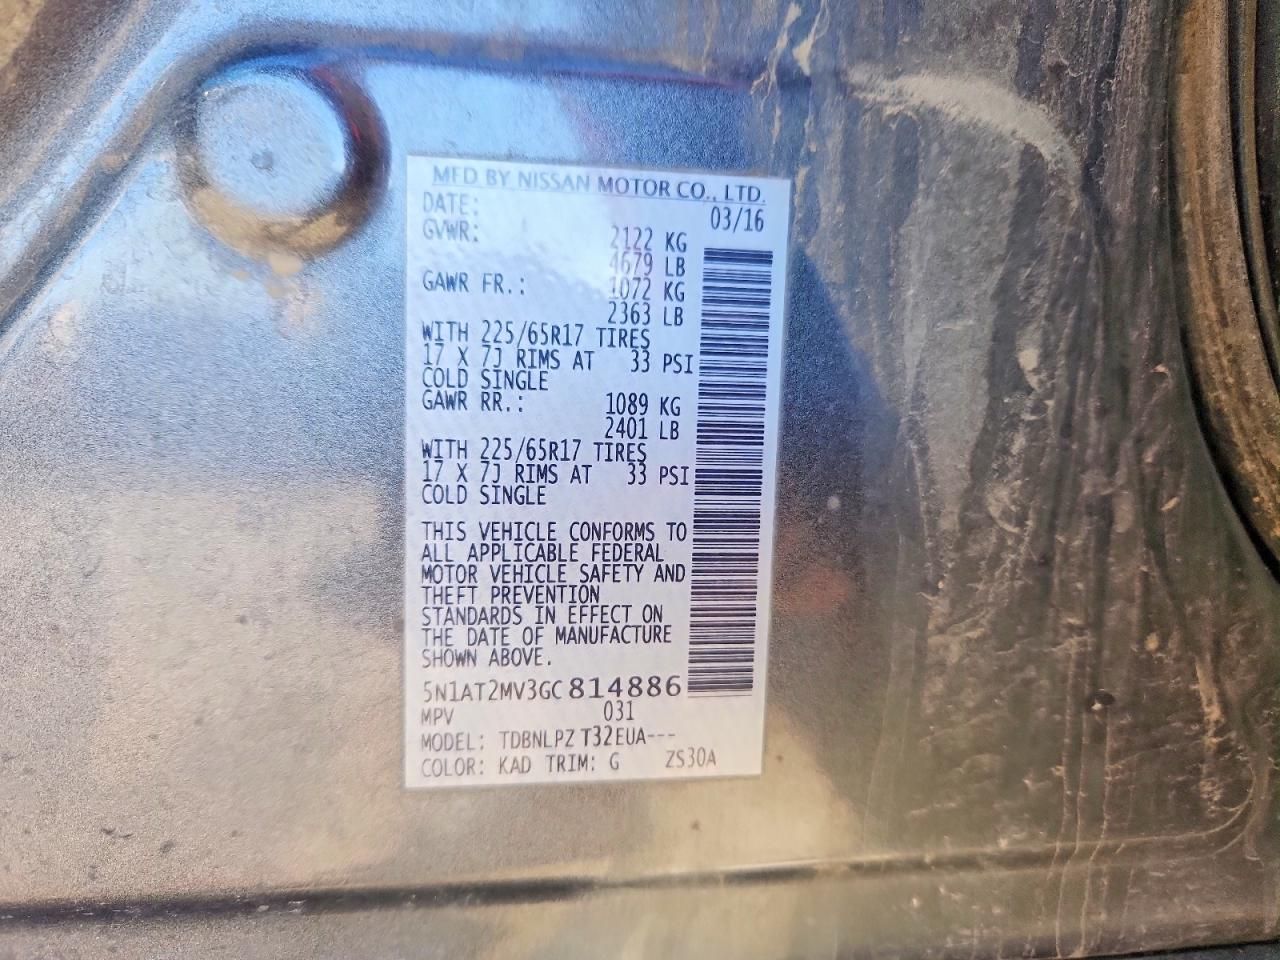 MFD BY NISSAN MOTOR CO., LTD.
DATE: 03/16
GVWR: 2122 KG
4679 LB
GAWR FR.: 1072 KG
2363 LB
WITH 225/65R17 TIRES
17 X 7J RIMS AT 33 PSI
COLD SINGLE
GAWR RR.: 1089 KG
2401 LB
WITH 225/65R17 TIRES
17 X 7J RIMS AT 33 PSI
COLD SINGLE
THIS VEHICLE CONFORMS TO
ALL APPLICABLE FEDERAL
MOTOR VEHICLE SAFETY AND
THEFT PREVENTION
STANDARDS IN EFFECT ON
THE DATE OF MANUFACTURE
SHOWN ABOVE.
5N1AT2MV3GC814886
MPV 031
MODEL: TDBNLPZ T32EUA---
COLOR: KAD TRIM: G ZS30A